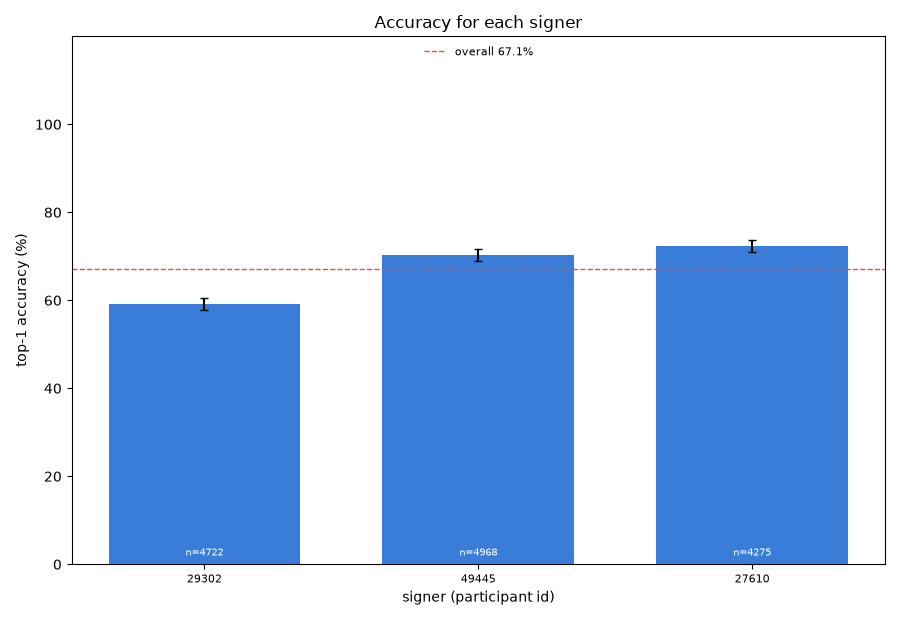 Accuracy for each signer
overall 67.1%
100
80
60
40
20
0
top-1 accuracy (%)
n=4722
n=4968
n=4275
29302
49445
27610
signer (participant id)